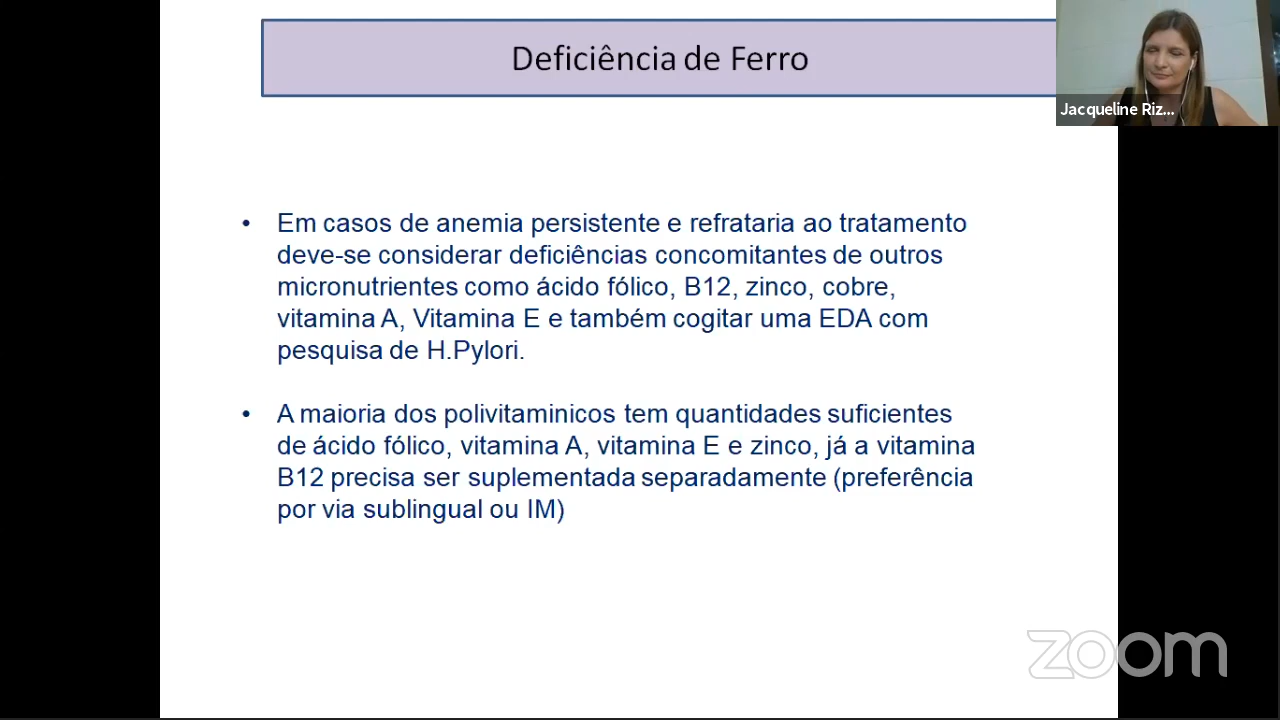 Deficiência de Ferro
Jacqueline Riz...
• Em casos de anemia persistente e refrataria ao tratamento
deve-se considerar deficiências concomitantes de outros
micronutrientes como ácido fólico, B12, zinco, cobre,
vitamina A, Vitamina E e também cogitar uma EDA com
pesquisa de H.Pylori.
• A maioria dos polivitaminicos tem quantidades suficientes
de ácido fólico, vitamina A, vitamina E e zinco, já a vitamina
B12 precisa ser suplementada separadamente (preferência
por via sublingual ou IM)
zoom